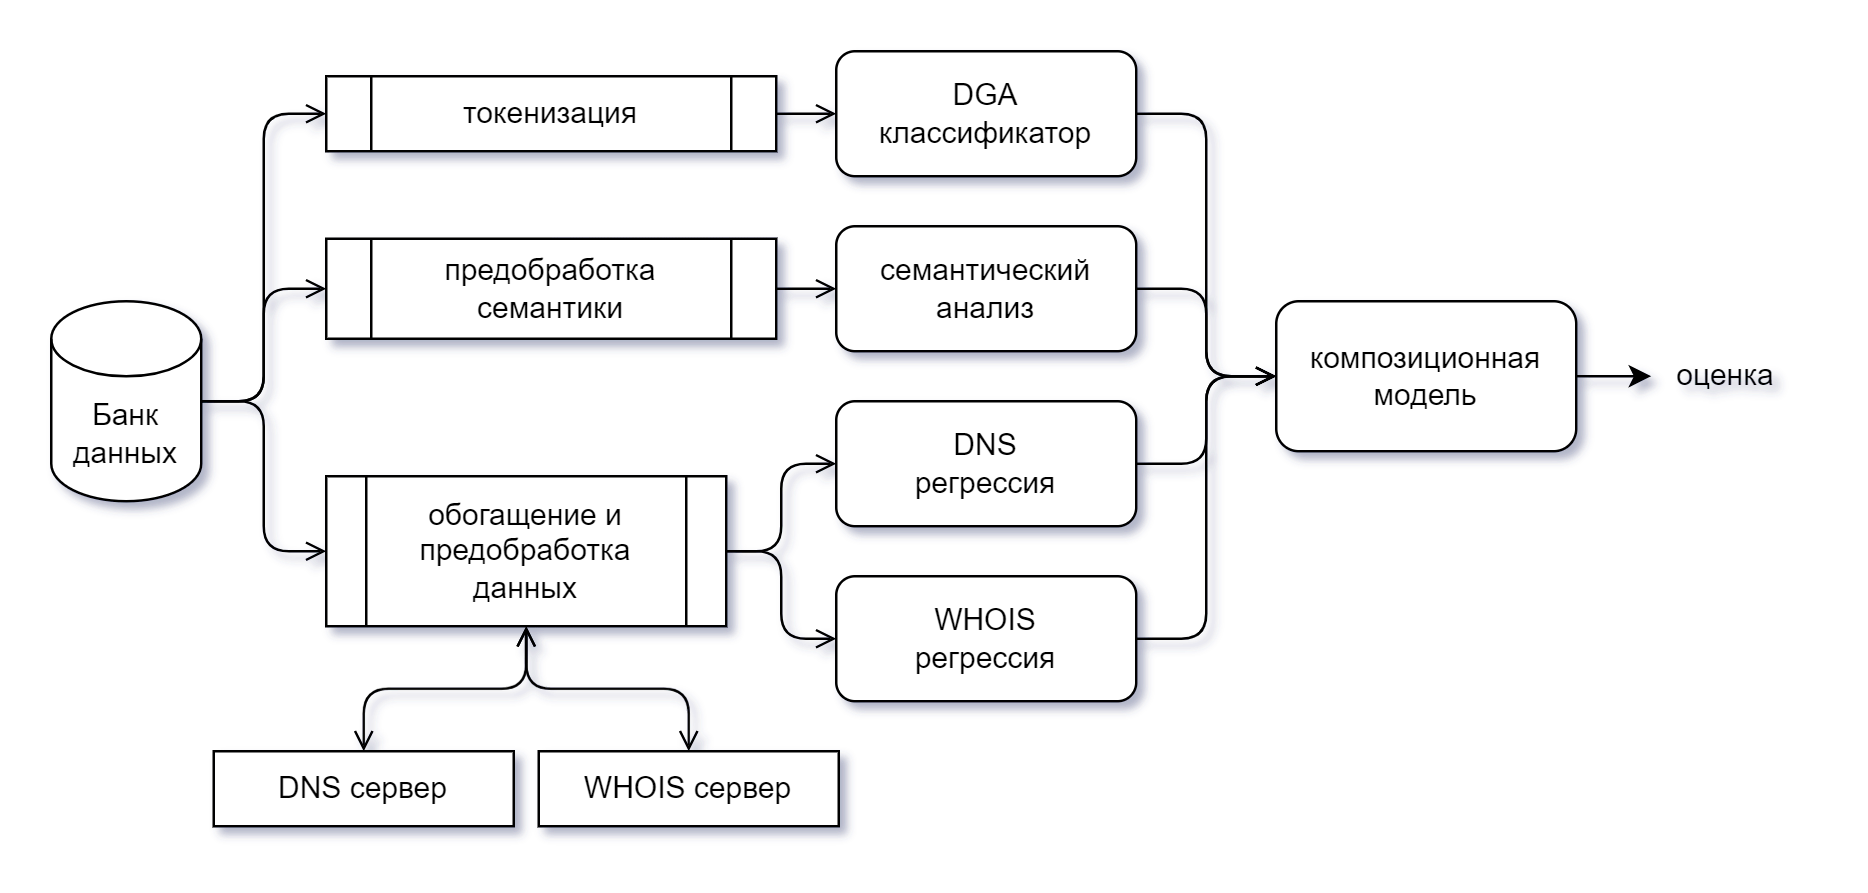 токенизация
DGA
классификатор
предобработка
семантики
семантический
анализ
Банк
данных
обогащение и
предобработка
данных
DNS
регрессия
WHOIS
регрессия
композиционная
модель
оценка
DNS сервер
WHOIS сервер